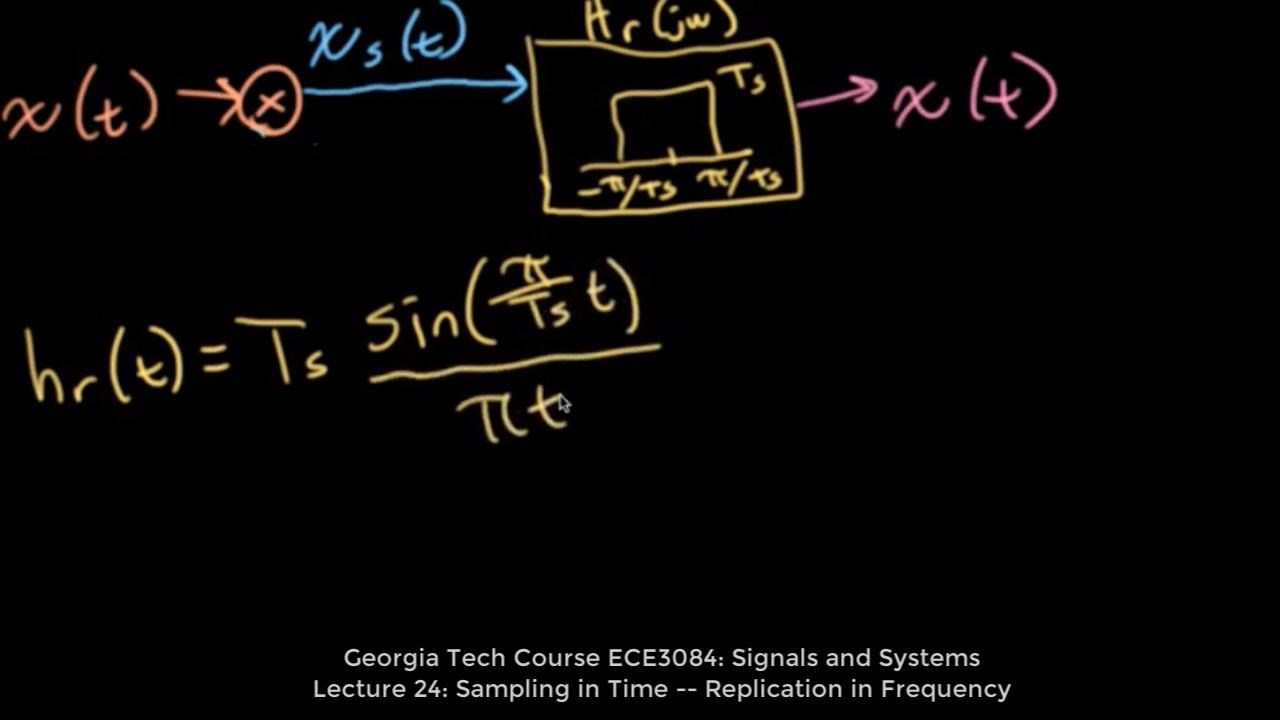 x(t) → ⊗ x_s(t) → H_r(jω) → x(t)
T_s
-π/T_s π/T_s
h_r(t) = T_s sin(π/T_s t) / πt
Georgia Tech Course ECE3084: Signals and Systems
Lecture 24: Sampling in Time -- Replication in Frequency